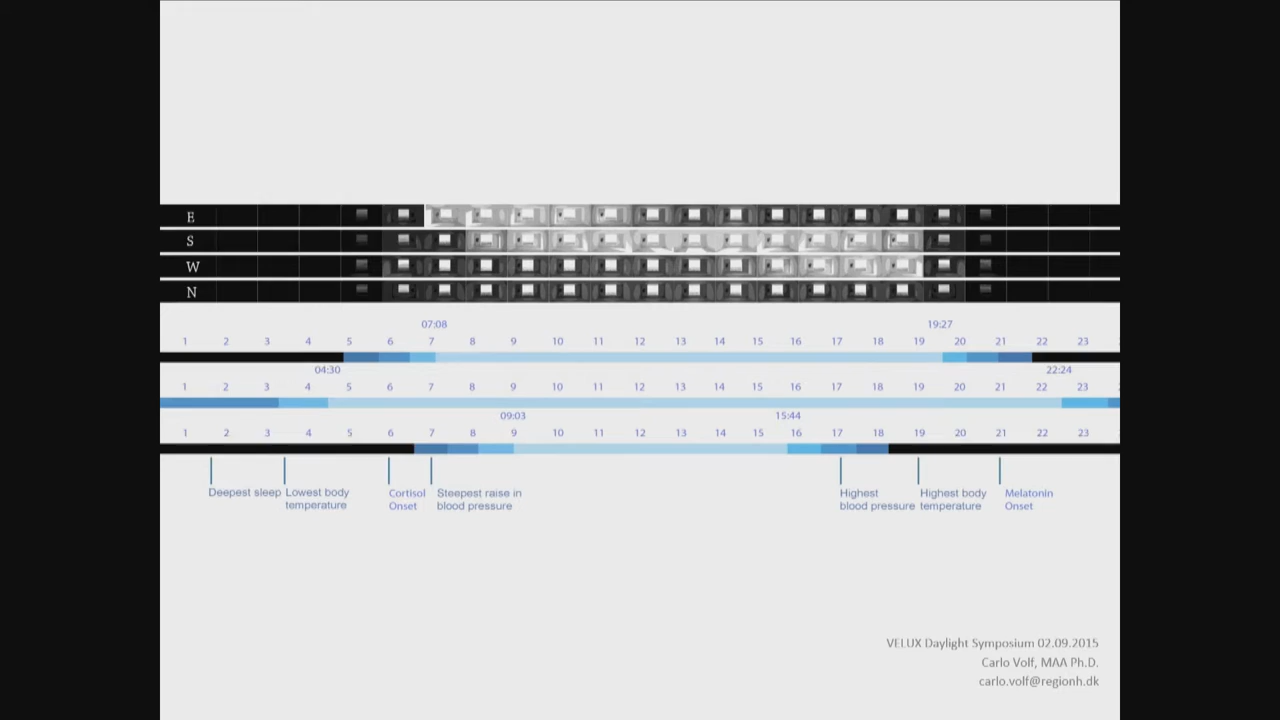 E
S
W
N
07:08 19:27
1 2 3 4 5 6 7 8 9 10 11 12 13 14 15 16 17 18 19 20 21 22 23
04:30 22:24
1 2 3 4 5 6 7 8 9 10 11 12 13 14 15 16 17 18 19 20 21 22 23
09:03 15:44
1 2 3 4 5 6 7 8 9 10 11 12 13 14 15 16 17 18 19 20 21 22 23
Deepest sleep Lowest body Cortisol Steepest raise in Highest Highest body Melatonin
temperature Onset blood pressure blood pressure temperature Onset
VELUX Daylight Symposium 02.09.2015
Carlo Volf, MAA Ph.D.
carlo.volf@regionh.dk